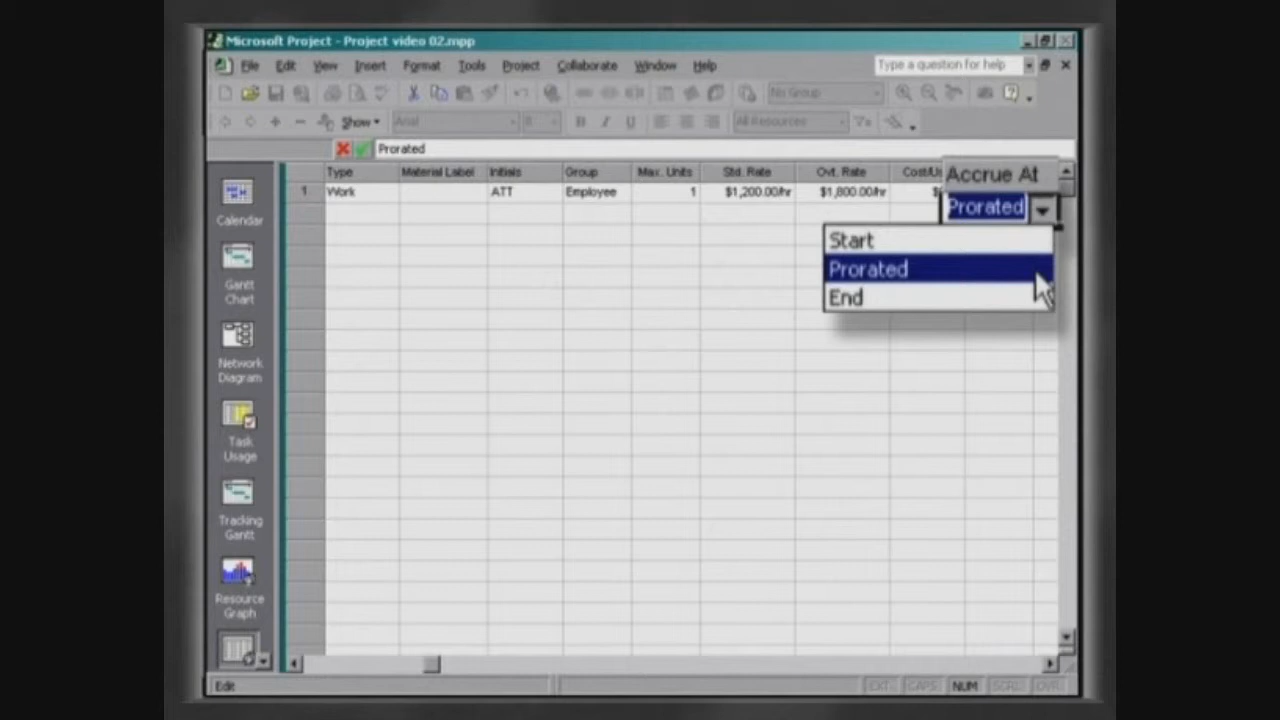 Microsoft Project - Project video 02.mpp
File Edit View Insert Format Tools Project Collaborate Window Help Type a question for help
No Group
Show Arial 8 B I U All Resources
Prorated
Type Material Label Initials Group Max. Units Std. Rate Ovt. Rate Cost/Us Accrue At
1 Work ATT Employee 1 $1,200.00/hr $1,800.00/hr Prorated
Start
Prorated
End
Calendar
Gantt
Chart
Network
Diagram
Task
Usage
Tracking
Gantt
Resource
Graph
Edit EXT CAPS NUM SCRL OVR